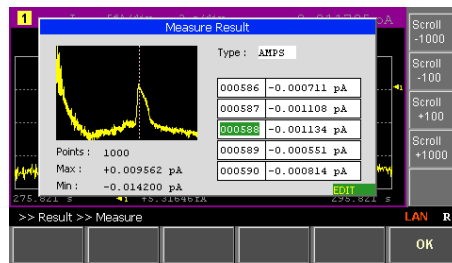 1
Measure Result
Type : AMPS
000586 -0.000711 pA
000587 -0.001108 pA
000588 -0.001134 pA
000589 -0.000551 pA
000590 -0.000814 pA
Points : 1000
Max : +0.009562 pA
Min : -0.014200 pA
EDIT
275.821 s
295.821 s
>> Result >> Measure
LAN R
Scroll
-1000
Scroll
-100
Scroll
+100
Scroll
+1000
OK